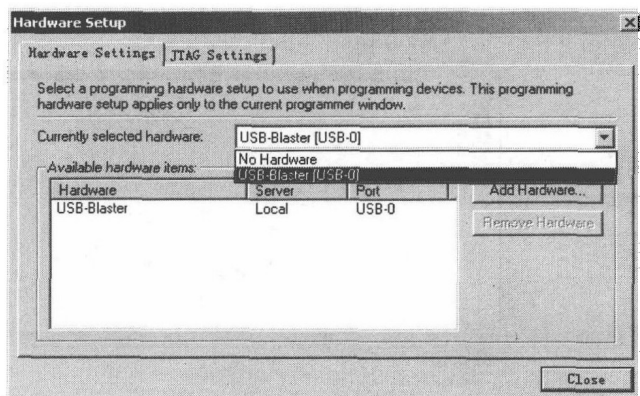 Hardware Setup
Hardware Settings JTAG Settings
Select a programming hardware setup to use when programming devices. This programming
hardware setup applies only to the current programmer window.
Currently selected hardware: USB-Blaster [USB-0]
No Hardware
USB-Blaster [USB-0]
Available hardware items:
Hardware Server Port
USB-Blaster Local USB-0
Add Hardware...
Remove Hardware
Close